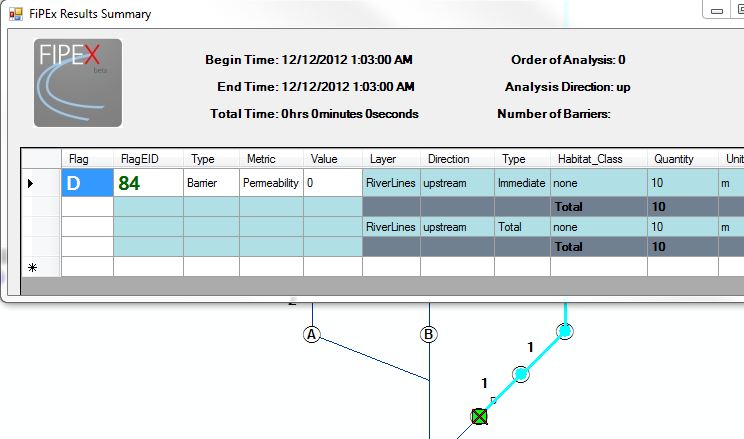 FiPEx Results Summary
FIPEX
beta
Begin Time: 12/12/2012 1:03:00 AM
Order of Analysis: 0
End Time: 12/12/2012 1:03:00 AM
Analysis Direction: up
Total Time: 0hrs 0minutes 0seconds
Number of Barriers:
Flag FlagEID Type Metric Value Layer Direction Type Habitat_Class Quantity Unit
D 84 Barrier Permeability 0 RiverLines upstream Immediate none 10 m
Total 10
RiverLines upstream Total none 10 m
Total 10
A
B
1
1